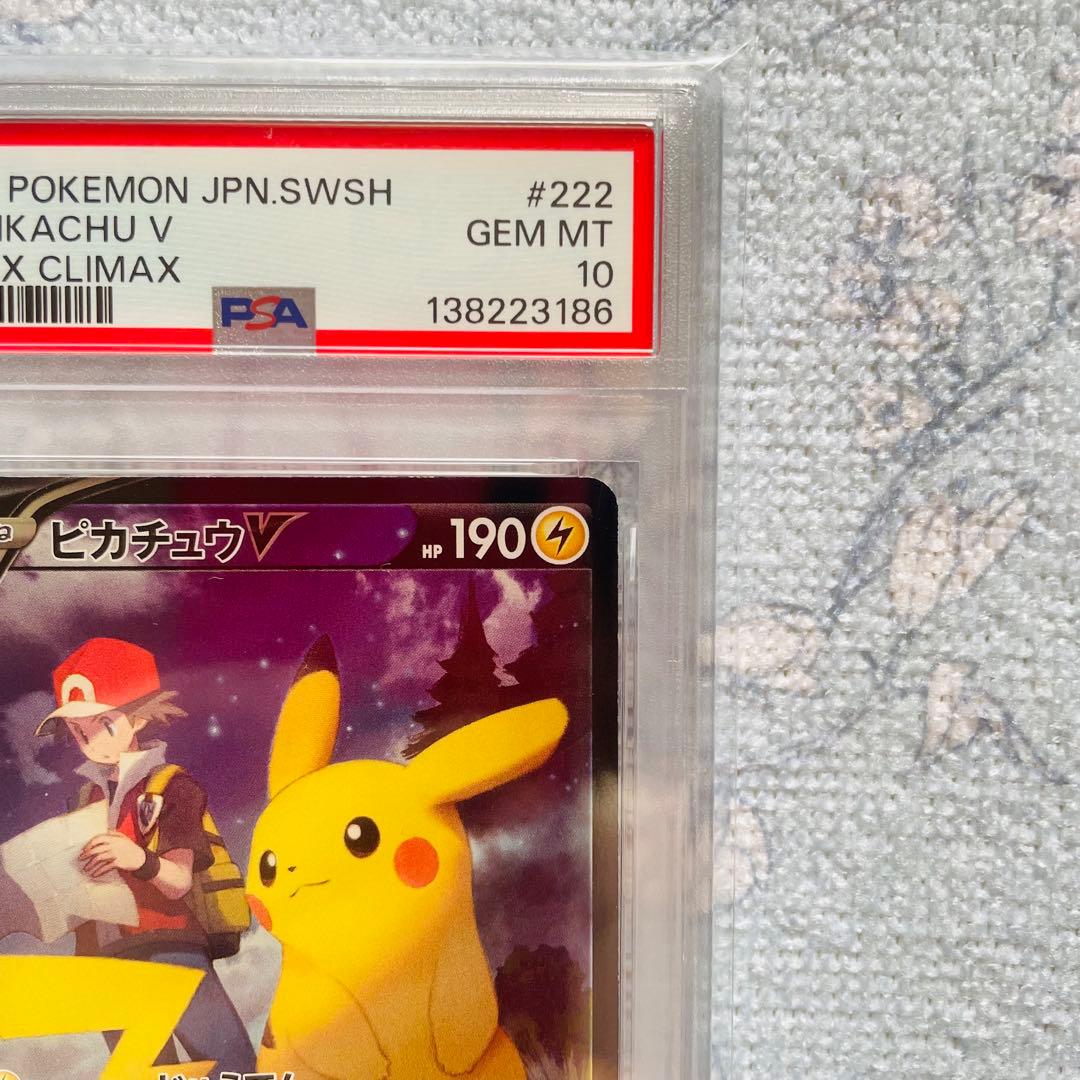 POKEMON JPN.SWSH #222
IKACHU V GEM MT
X CLIMAX 10
PSA 138223186
a ピカチュウV HP 190